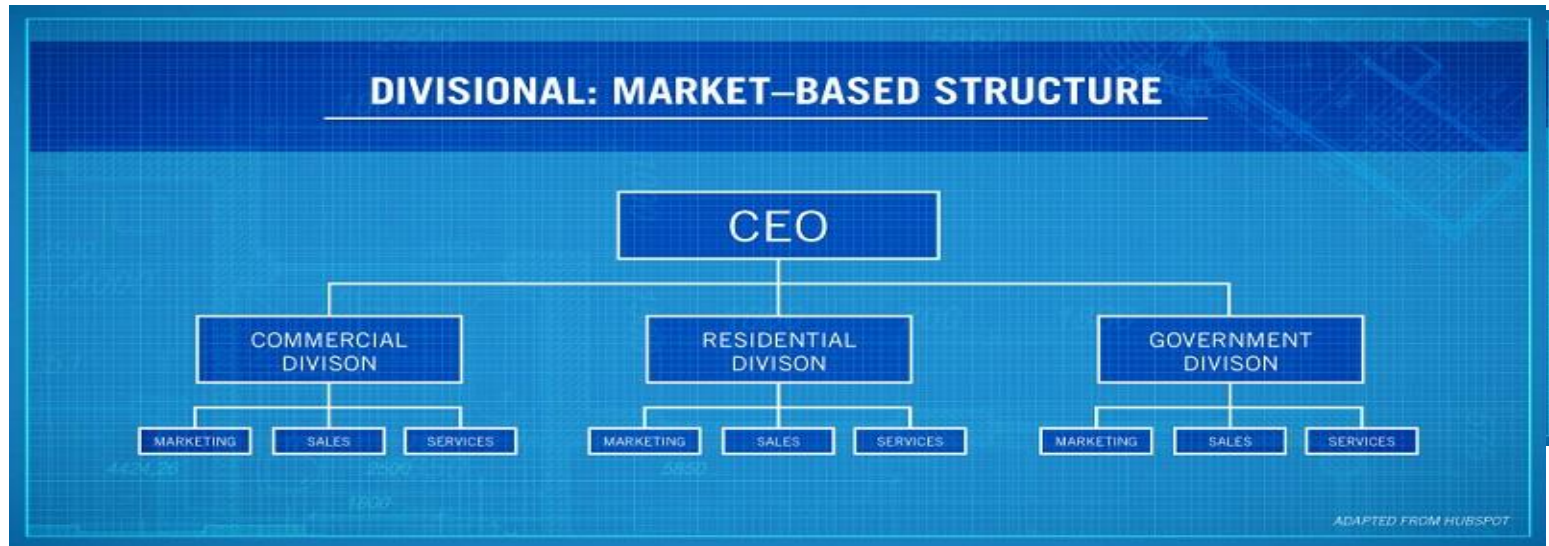 DIVISIONAL: MARKET–BASED STRUCTURE
CEO
COMMERCIAL
DIVISON
RESIDENTIAL
DIVISON
GOVERNMENT
DIVISON
MARKETING
SALES
SERVICES
MARKETING
SALES
SERVICES
MARKETING
SALES
SERVICES
ADAPTED FROM HUBSPOT